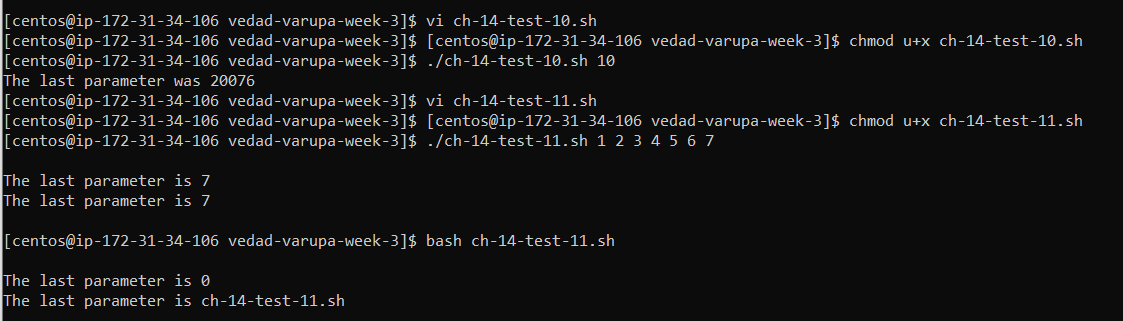 [centos@ip-172-31-34-106 vedad-varupa-week-3]$ vi ch-14-test-10.sh
[centos@ip-172-31-34-106 vedad-varupa-week-3]$ [centos@ip-172-31-34-106 vedad-varupa-week-3]$ chmod u+x ch-14-test-10.sh
[centos@ip-172-31-34-106 vedad-varupa-week-3]$ ./ch-14-test-10.sh 10
The last parameter was 20076
[centos@ip-172-31-34-106 vedad-varupa-week-3]$ vi ch-14-test-11.sh
[centos@ip-172-31-34-106 vedad-varupa-week-3]$ [centos@ip-172-31-34-106 vedad-varupa-week-3]$ chmod u+x ch-14-test-11.sh
[centos@ip-172-31-34-106 vedad-varupa-week-3]$ ./ch-14-test-11.sh 1 2 3 4 5 6 7
The last parameter is 7
The last parameter is 7
[centos@ip-172-31-34-106 vedad-varupa-week-3]$ bash ch-14-test-11.sh
The last parameter is 0
The last parameter is ch-14-test-11.sh